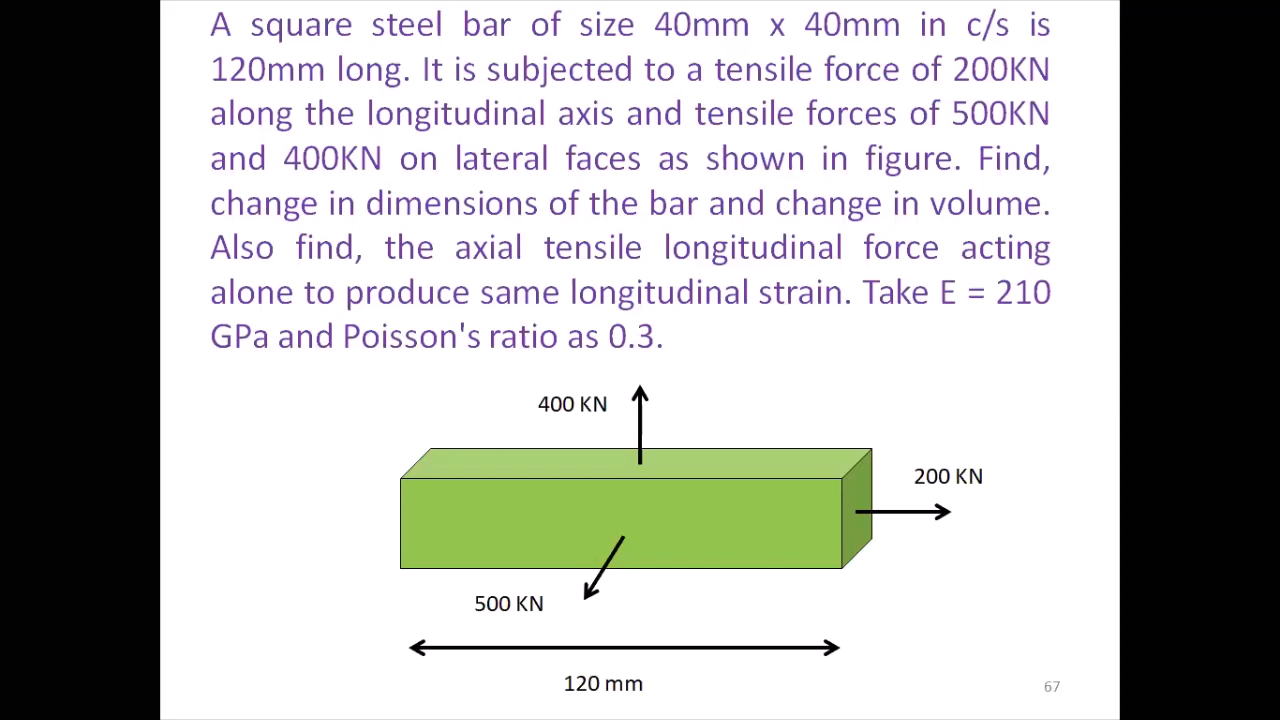 A square steel bar of size 40mm x 40mm in c/s is
120mm long. It is subjected to a tensile force of 200KN
along the longitudinal axis and tensile forces of 500KN
and 400KN on lateral faces as shown in figure. Find,
change in dimensions of the bar and change in volume.
Also find, the axial tensile longitudinal force acting
alone to produce same longitudinal strain. Take E = 210
GPa and Poisson's ratio as 0.3.
400 KN
200 KN
500 KN
120 mm
67